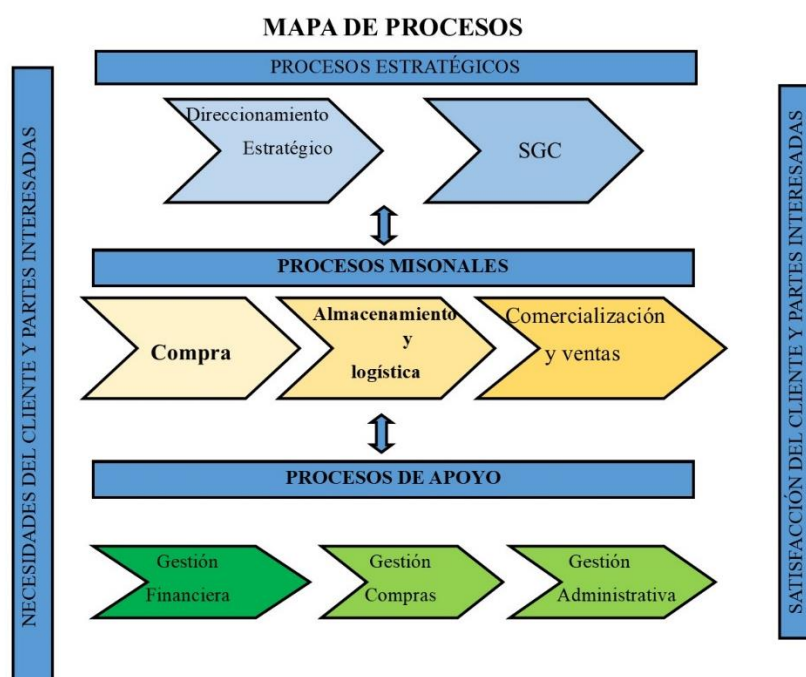 MAPA DE PROCESOS
NECESIDADES DEL CLIENTE Y PARTES INTERESADAS
PROCESOS ESTRATÉGICOS
Direccionamiento
Estratégico
SGC
PROCESOS MISONALES
Compra
Almacenamiento
y
logística
Comercialización
y ventas
PROCESOS DE APOYO
Gestión
Financiera
Gestión
Compras
Gestión
Administrativa
SATISFACCIÓN DEL CLIENTE Y PARTES INTERESADAS